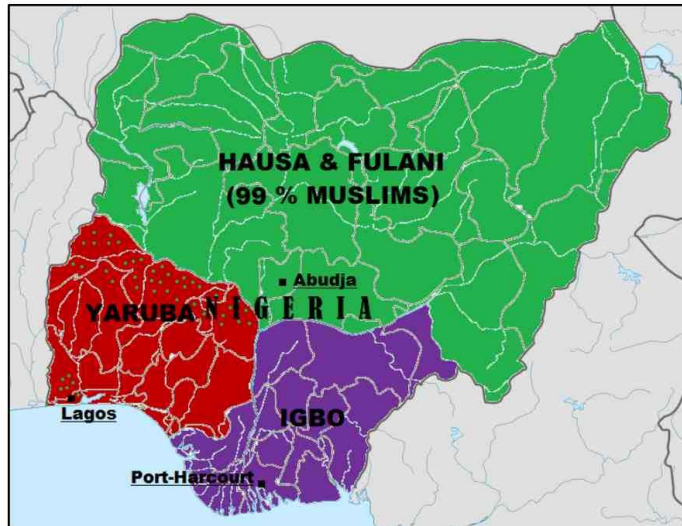 HAUSA & FULANI
(99 % MUSLIMS)
Abudja
YARUBA
NIGERIA
Lagos
IGBO
Port-Harcourt